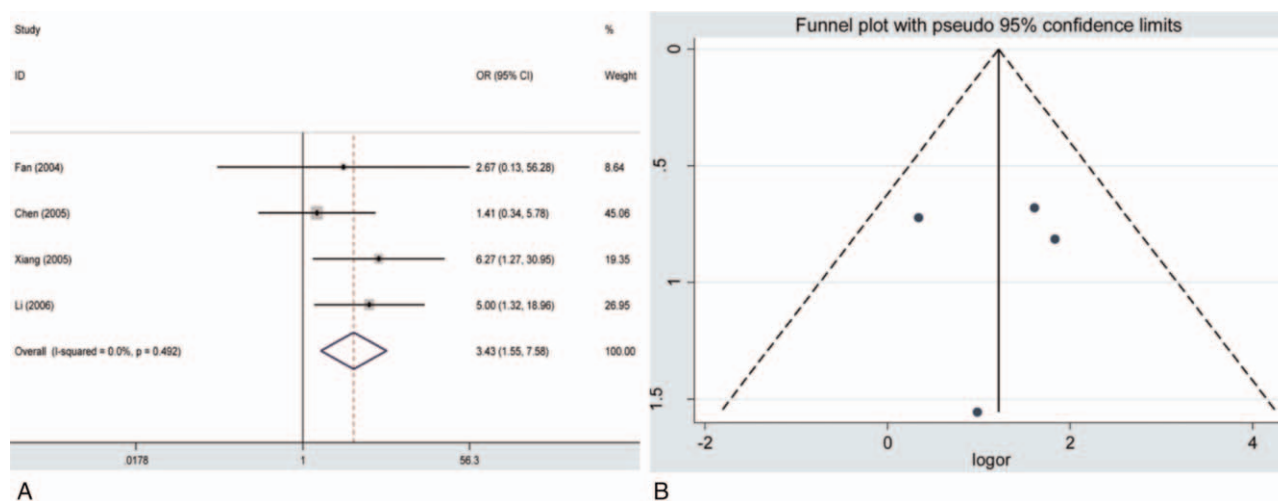 Study %
ID OR (95% CI) Weight
Fan (2004) 2.67 (0.13, 56.28) 8.64
Chen (2005) 1.41 (0.34, 5.78) 45.06
Xiang (2005) 6.27 (1.27, 30.95) 19.35
Li (2006) 5.00 (1.32, 18.96) 26.95
Overall (I-squared = 0.0%, p = 0.492) 3.43 (1.55, 7.58) 100.00
.0178 1 56.3
A
Funnel plot with pseudo 95% confidence limits
0
.5
1
1.5
-2 0 2 4
logor
B